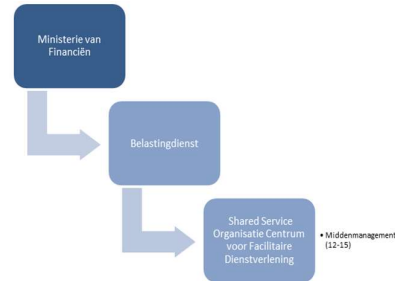 Ministerie van
Financiën
Belastingdienst
Shared Service
Organisatie Centrum
voor Facilitaire
Dienstverlening
• Middenmanagement
(12-15)